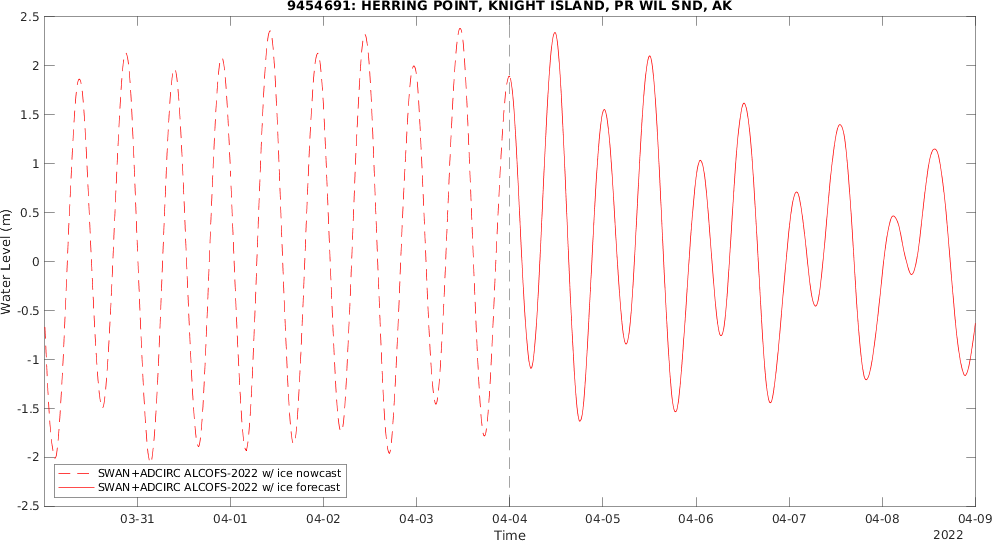 9454691: HERRING POINT, KNIGHT ISLAND, PR WIL SND, AK
2.5
2
1.5
1
0.5
0
-0.5
-1
-1.5
-2
-2.5
Water Level (m)
SWAN+ADCIRC ALCOFS-2022 w/ ice nowcast
SWAN+ADCIRC ALCOFS-2022 w/ ice forecast
03-31 04-01 04-02 04-03 04-04 04-05 04-06 04-07 04-08 04-09
Time
2022